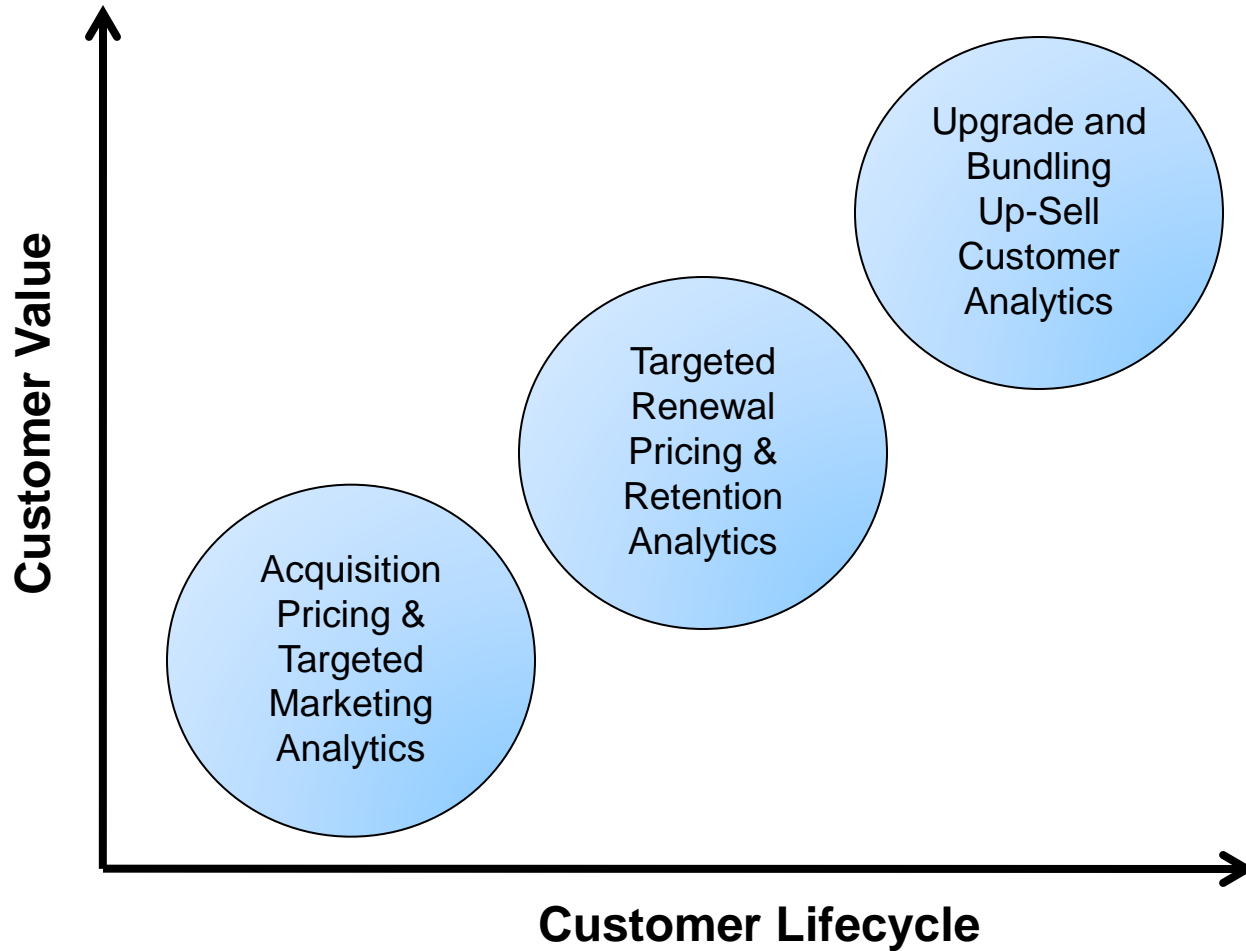 Customer Value
Upgrade and
Bundling
Up-Sell
Customer
Analytics
Targeted
Renewal
Pricing &
Retention
Analytics
Acquisition
Pricing &
Targeted
Marketing
Analytics
Customer Lifecycle